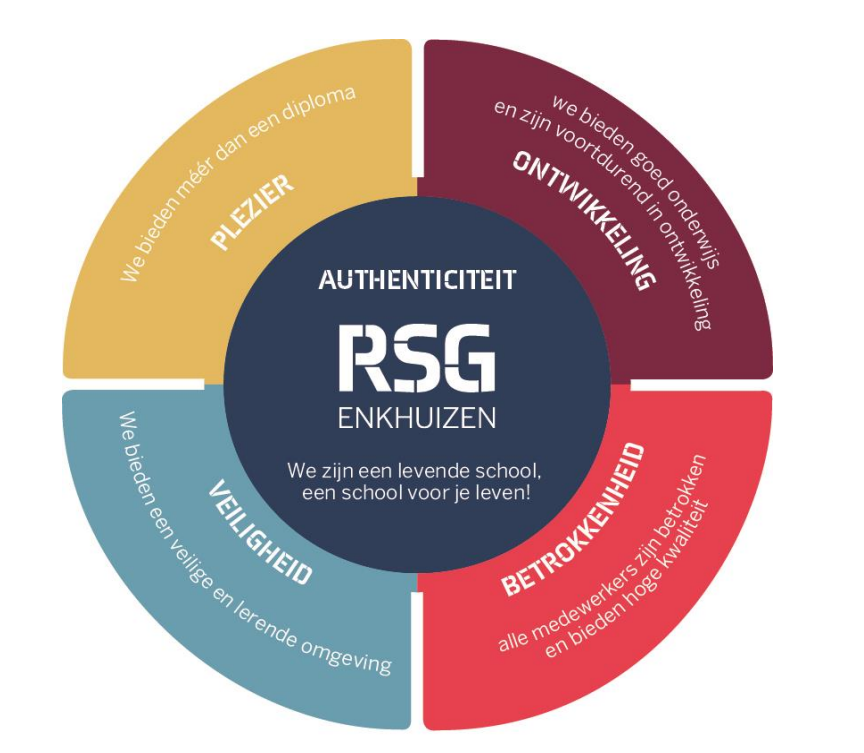 We bieden méér dan een diploma
PLEZIER
we bieden goed onderwijs
en zijn voortdurend in ontwikkeling
ONTWIKKELING
AUTHENTICITEIT
RSG
ENKHUIZEN
We zijn een levende school,
een school voor je leven!
VEILIGHEID
We bieden een veilige en lerende omgeving
BETROKKENHEID
alle medewerkers zijn betrokken
en bieden hoge kwaliteit